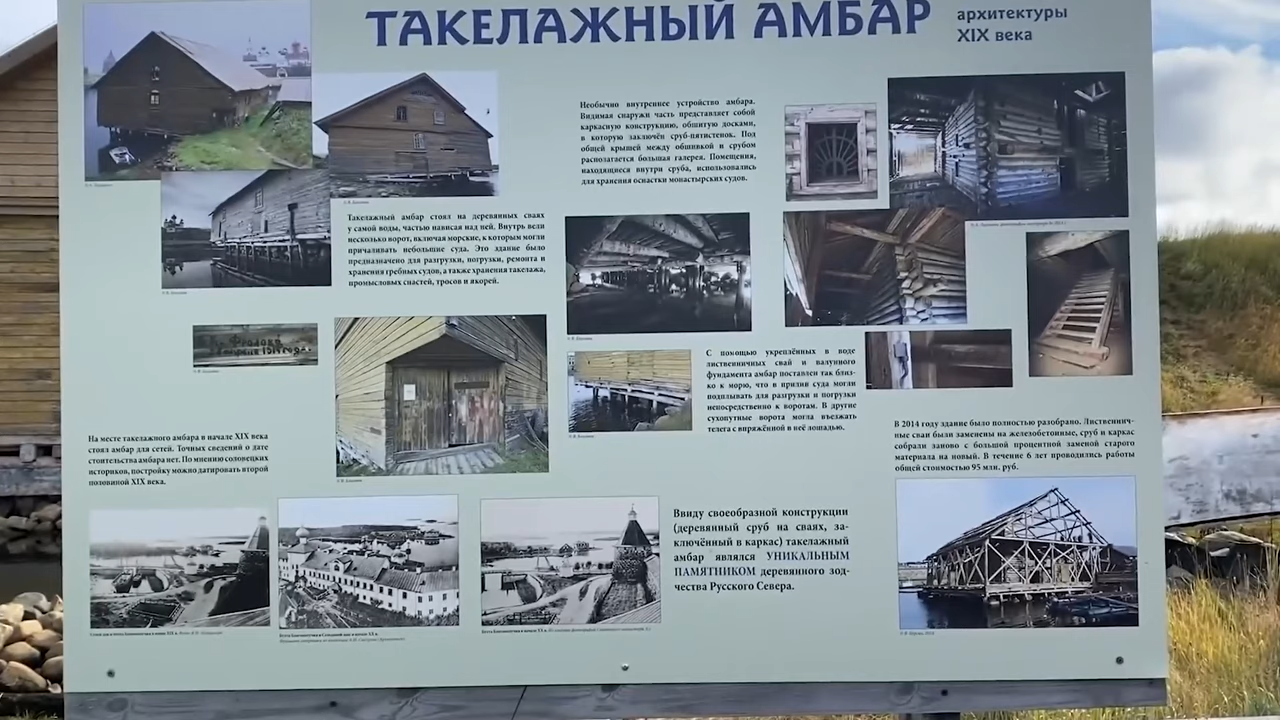 ТАКЕЛАЖНЫЙ АМБАР
архитектуры
XIX века
Необычно внутреннее устройство амбара.
Видимая снаружи часть представляет собой
каркасную конструкцию, обшитую досками,
в которую заключён сруб-пятистенок. Под
общей крышей между обшивкой и срубом
располагается большая галерея. Помещения,
находящиеся внутри сруба, использовались
для хранения оснастки монастырских судов.
Такелажный амбар стоял на деревянных сваях
у самой воды, частью нависая над ней. Внутрь вели
несколько ворот, включая морские, к которым могли
причаливать небольшие суда. Это здание было
предназначено для разгрузки, погрузки, ремонта и
хранения гребных судов, а также хранения такелажа,
промысловых снастей, тросов и якорей.
С помощью укреплённых в воде
лиственничных свай и валунного
фундамента амбар поставлен так близ-
ко к морю, что в прилив суда могли
подплывать для разгрузки и погрузки
непосредственно к воротам. В другие
сухопутные ворота могла въезжать
телега с впряжённой в неё лошадью.
На месте такелажного амбара в начале XIX века
стоял амбар для сетей. Точных сведений о дате
стоительства амбара нет. По мнению соловецких
историков, постройку можно датировать второй
половиной XIX века.
В 2014 году здание было полностью разобрано. Лиственнич-
ные сваи были заменены на железобетонные, сруб и каркас
собрали заново с большой процентной заменой старого
материала на новый. В течение 6 лет проводились работы
общей стоимостью 95 млн. руб.
Ввиду своеобразной конструкции
(деревянный сруб на сваях, за-
ключённый в каркас) такелажный
амбар являлся УНИКАЛЬНЫМ
ПАМЯТНИКОМ деревянного зод-
чества Русского Севера.